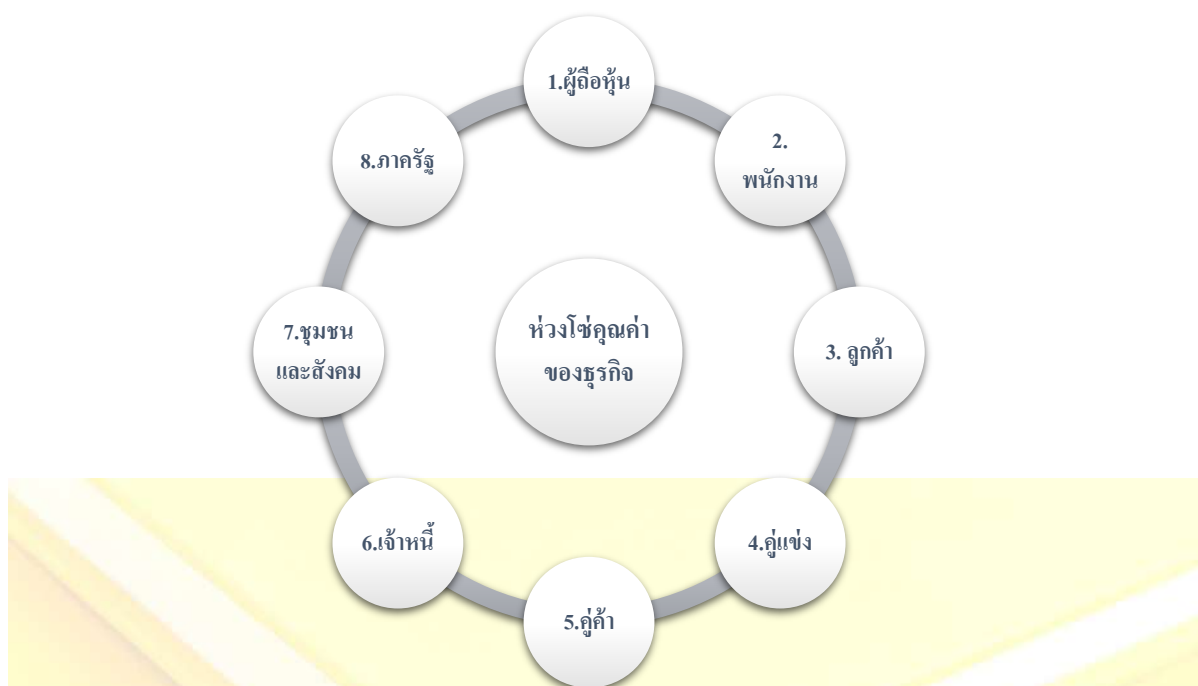 1.ผู้ถือหุ้น
2.
พนักงาน
3. ลูกค้า
4.คู่แข่ง
5.คู่ค้า
6.เจ้าหนี้
7.ชุมชน
และสังคม
8.ภาครัฐ
ห่วงโซ่คุณค่า
ของธุรกิจ